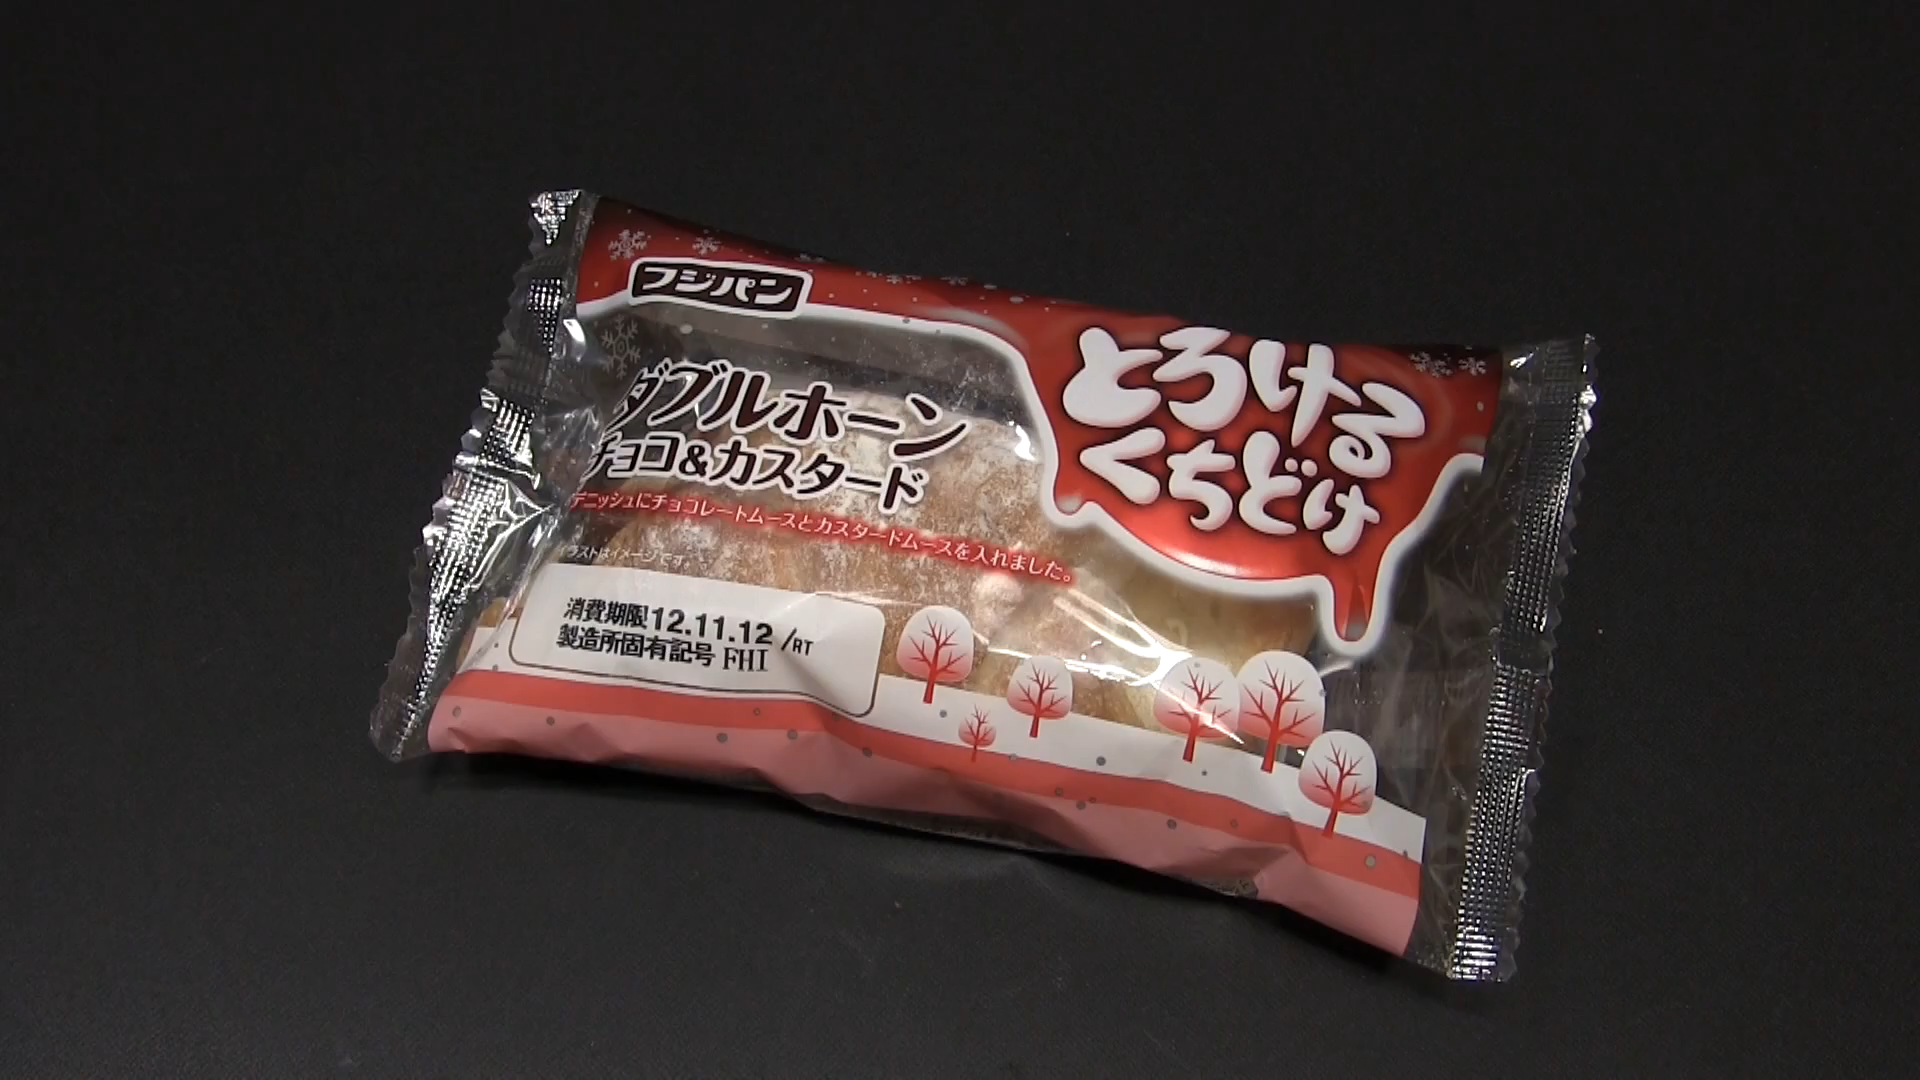 フジパン
とろける
くちどけ
ダブルホーン
チョコ&カスタード
デニッシュにチョコレートムースとカスタードムースを入れました。
イラストはイメージです。
消費期限12.11.12 /RT
製造所固有記号 FHI